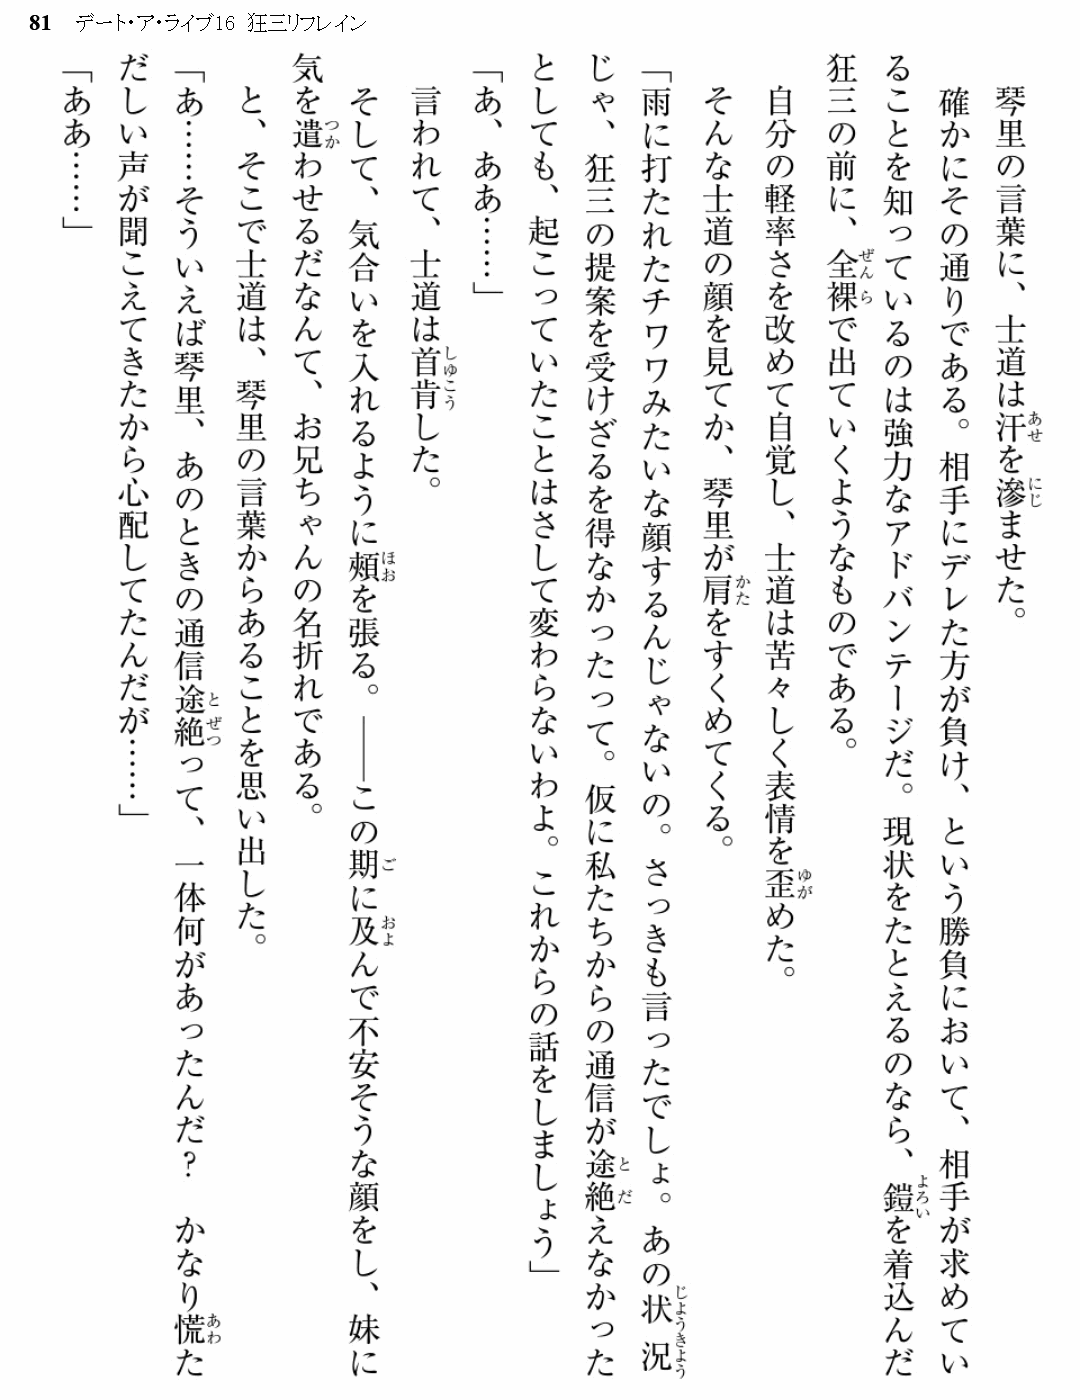 81 デート・ア・ライブ16 狂三リフレイン
琴里の言葉に、士道は汗を滲ませた。
確かにその通りである。相手にデレた方が負け、という勝負において、相手が求めてい
ることを知っているのは強力なアドバンテージだ。現状をたとえるのなら、鎧を着込んだ
狂三の前に、全裸で出ていくようなものである。
自分の軽率さを改めて自覚し、士道は苦々しく表情を歪めた。
そんな士道の顔を見てか、琴里が肩をすくめてくる。
「雨に打たれたチワワみたいな顔するんじゃないの。さっきも言ったでしょ。あの状況
じゃ、狂三の提案を受けざるを得なかったって。仮に私たちからの通信が途絶えなかった
としても、起こっていたことはさして変わらないわよ。これからの話をしましょう」
「あ、ああ……」
言われて、士道は首肯した。
そして、気合いを入れるように頬を張る。――この期に及んで不安そうな顔をし、妹に
気を遣わせるだなんて、お兄ちゃんの名折れである。
と、そこで士道は、琴里の言葉からあることを思い出した。
「あ……そういえば琴里、あのときの通信途絶って、一体何があったんだ？　かなり慌た
だしい声が聞こえてきたから心配してたんだが……」
「ああ……」